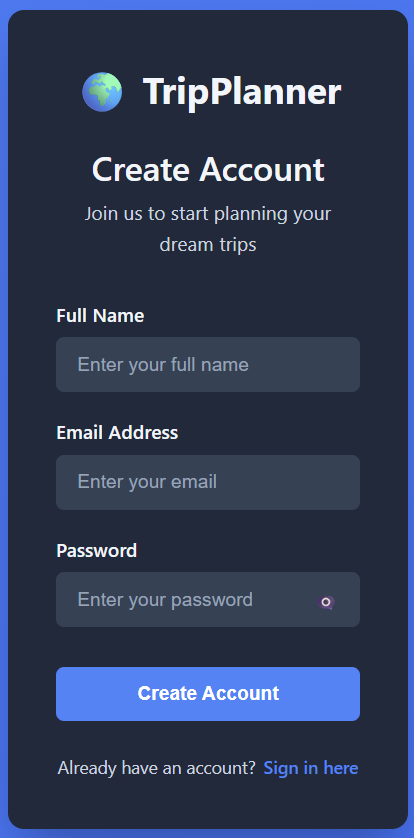 TripPlanner
Create Account
Join us to start planning your
dream trips
Full Name
Enter your full name
Email Address
Enter your email
Password
Enter your password
Create Account
Already have an account? Sign in here